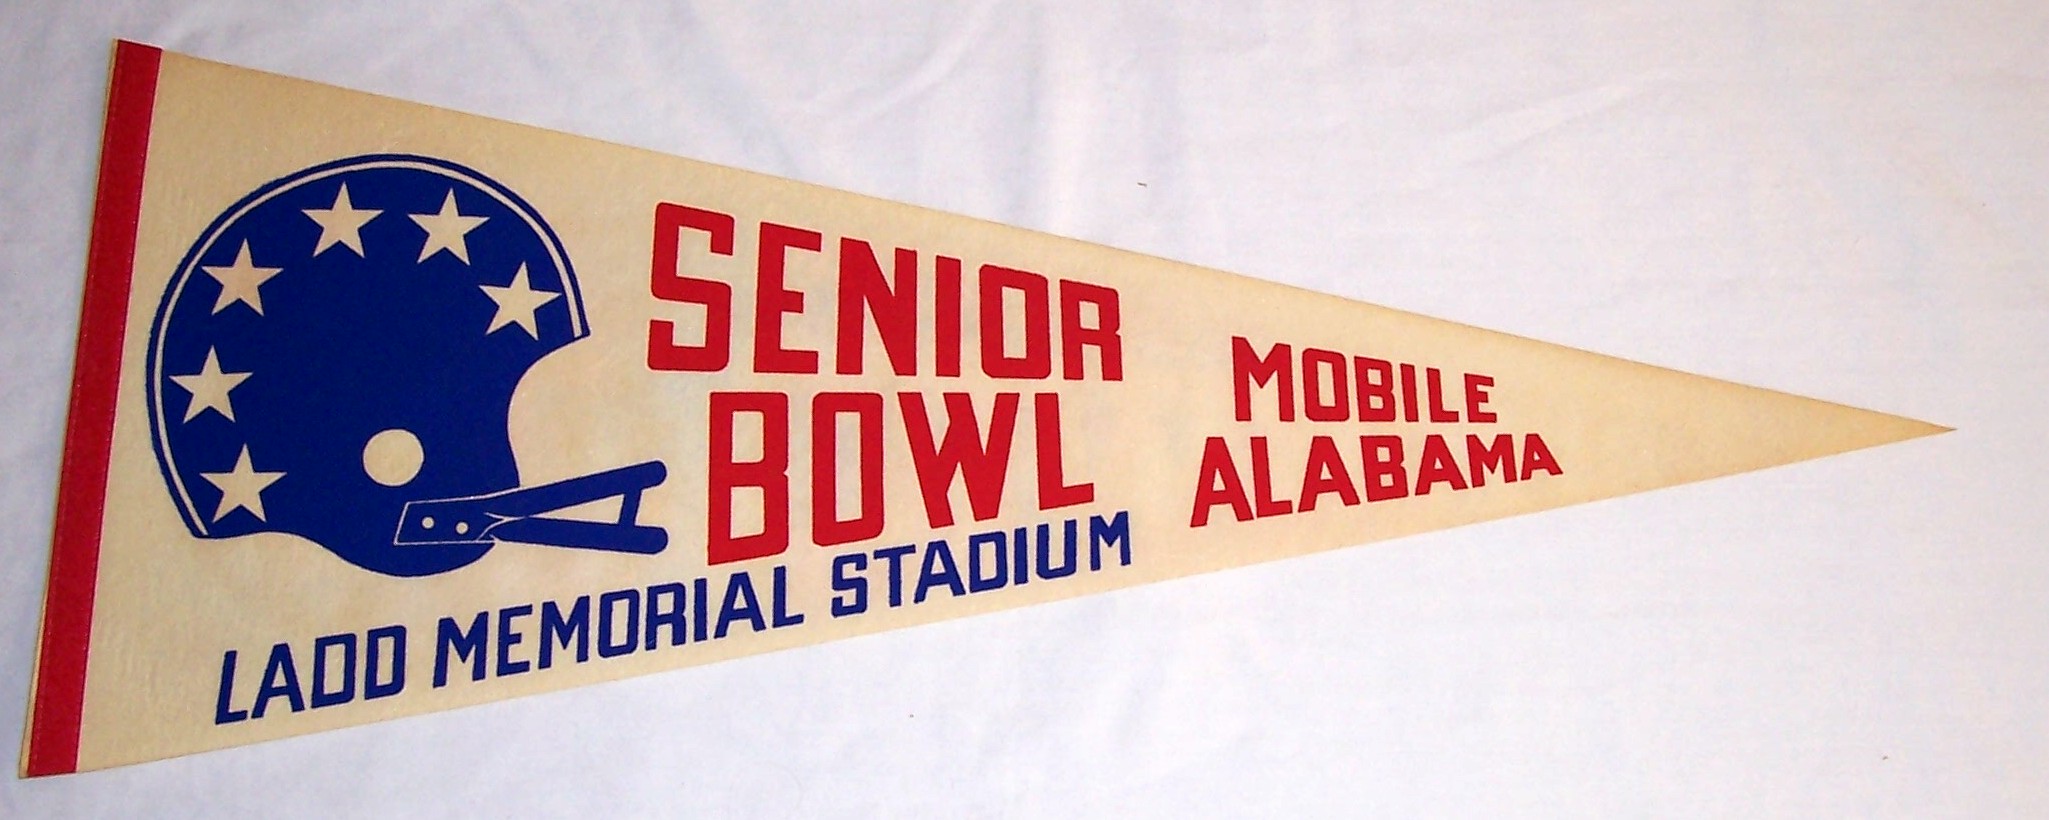 SENIOR
BOWL
LADD MEMORIAL STADIUM
MOBILE
ALABAMA